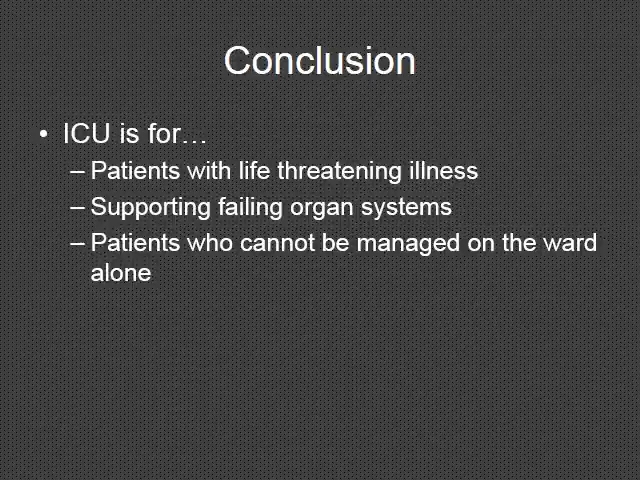 Conclusion
• ICU is for…
– Patients with life threatening illness
– Supporting failing organ systems
– Patients who cannot be managed on the ward
alone